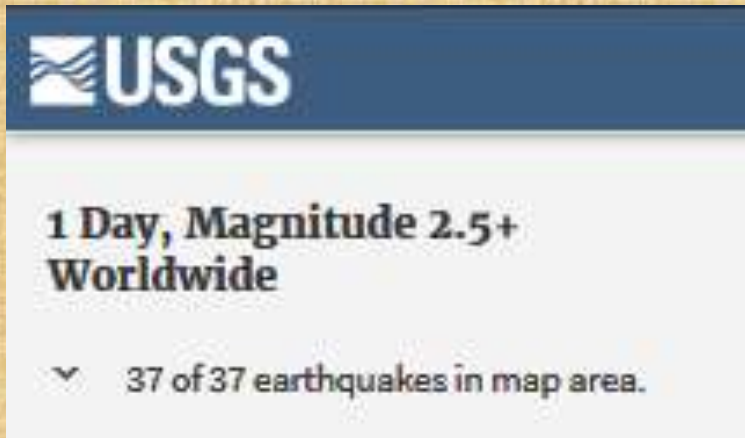 USGS
1 Day, Magnitude 2.5+
Worldwide
37 of 37 earthquakes in map area.